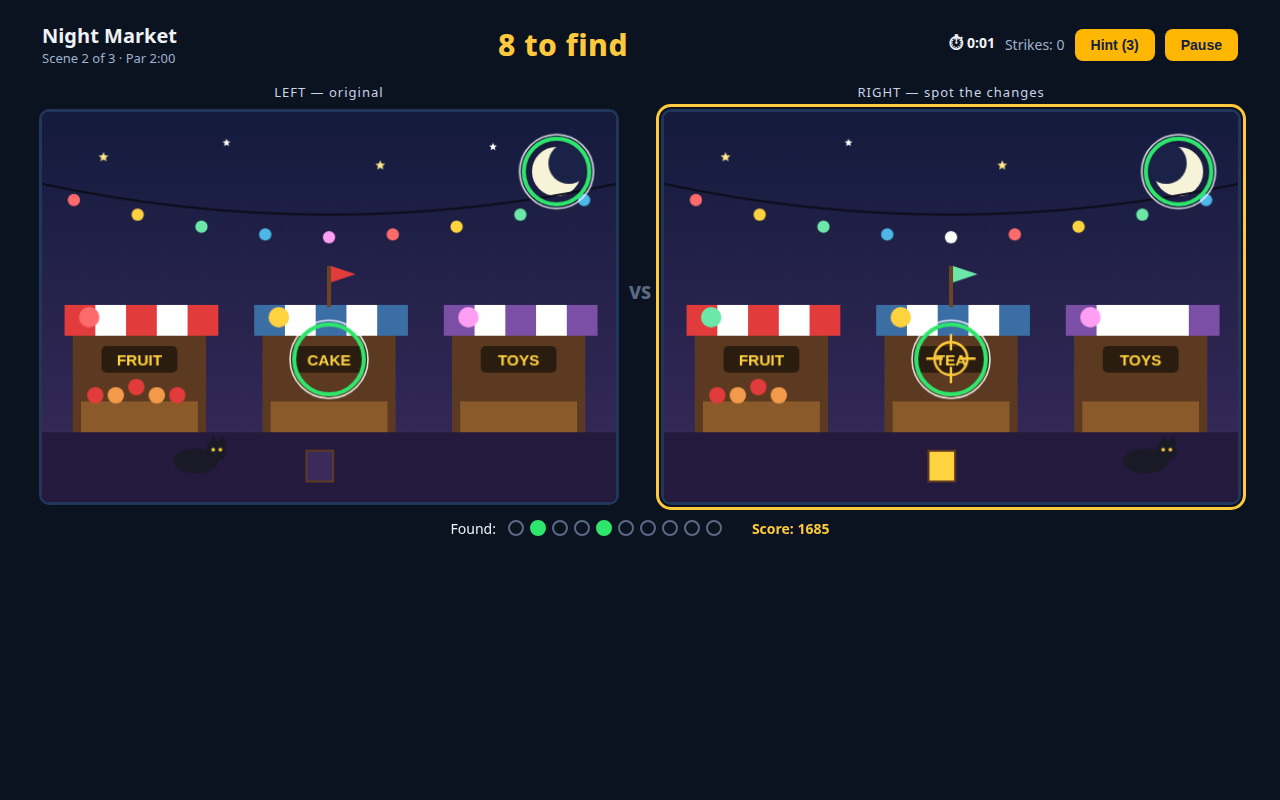 Night Market
Scene 2 of 3 · Par 2:00
8 to find
⏱ 0:01
Strikes: 0
Hint (3)
Pause
LEFT — original
RIGHT — spot the changes
FRUIT
CAKE
TOYS
VS
FRUIT
TEA
TOYS
Found:
Score: 1685